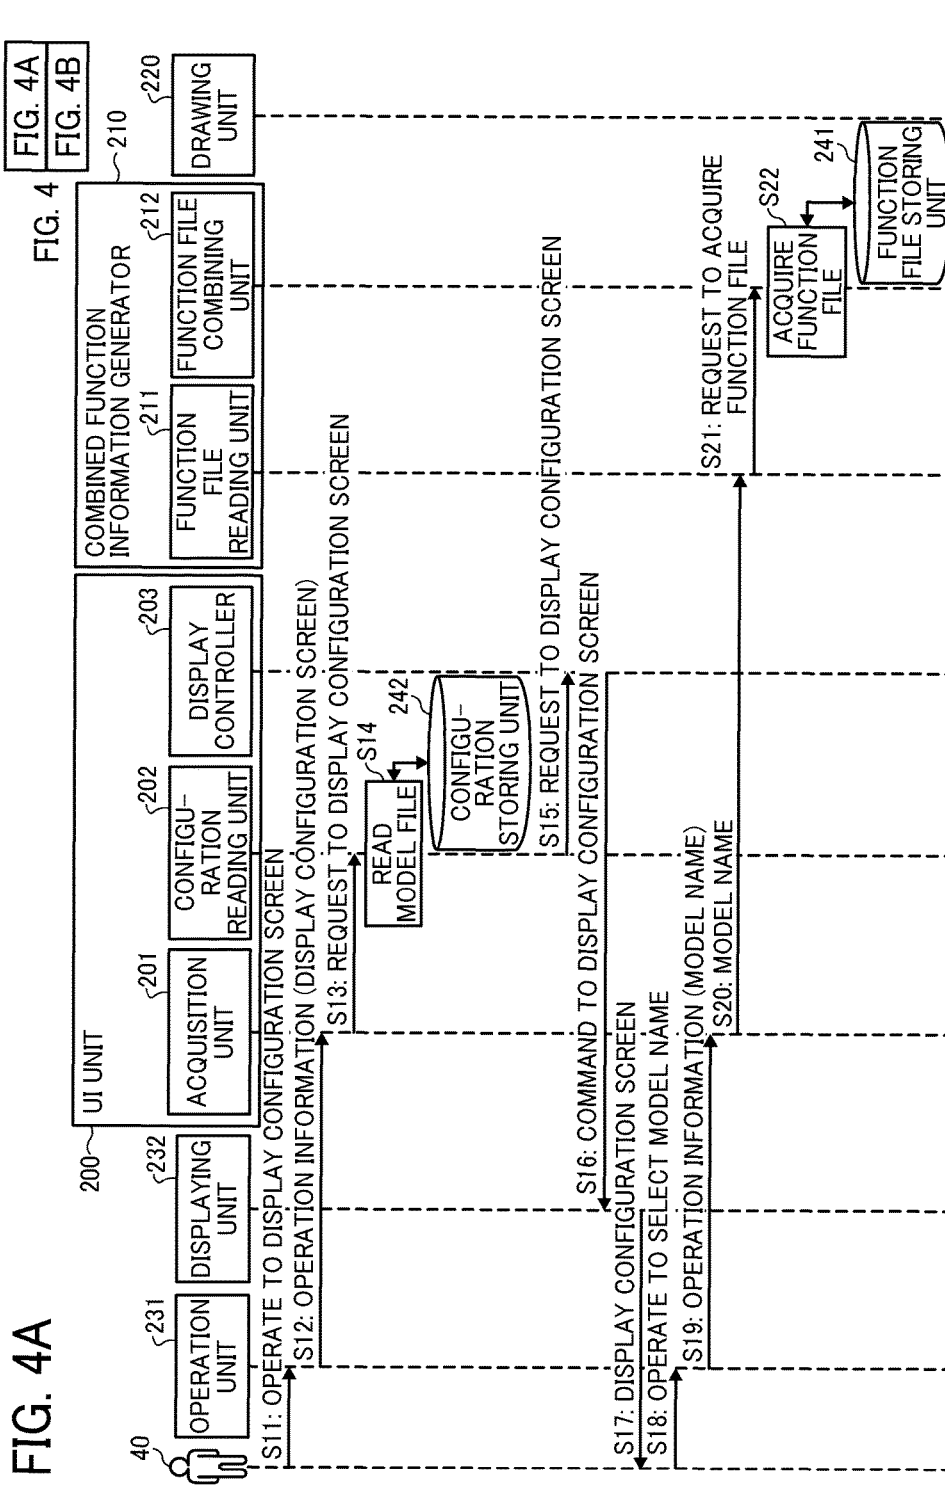 FIG. 4A
FIG. 4
FIG. 4A
FIG. 4B
40
231
OPERATION
UNIT
232
DISPLAYING
UNIT
200
UI UNIT
201
ACQUISITION
UNIT
202
CONFIGU-
RATION
READING UNIT
203
DISPLAY
CONTROLLER
210
COMBINED FUNCTION
INFORMATION GENERATOR
211
FUNCTION
FILE
READING UNIT
212
FUNCTION FILE
COMBINING
UNIT
220
DRAWING
UNIT
S11: OPERATE TO DISPLAY CONFIGURATION SCREEN
S12: OPERATION INFORMATION (DISPLAY CONFIGURATION SCREEN)
S13: REQUEST TO DISPLAY CONFIGURATION SCREEN
S14
READ
MODEL FILE
242
CONFIGU-
RATION
STORING UNIT
S15: REQUEST TO DISPLAY CONFIGURATION SCREEN
S16: COMMAND TO DISPLAY CONFIGURATION SCREEN
S17: DISPLAY CONFIGURATION SCREEN
S18: OPERATE TO SELECT MODEL NAME
S19: OPERATION INFORMATION (MODEL NAME)
S20: MODEL NAME
S21: REQUEST TO ACQUIRE
FUNCTION FILE
S22
ACQUIRE
FUNCTION
FILE
241
FUNCTION
FILE STORING
UNIT